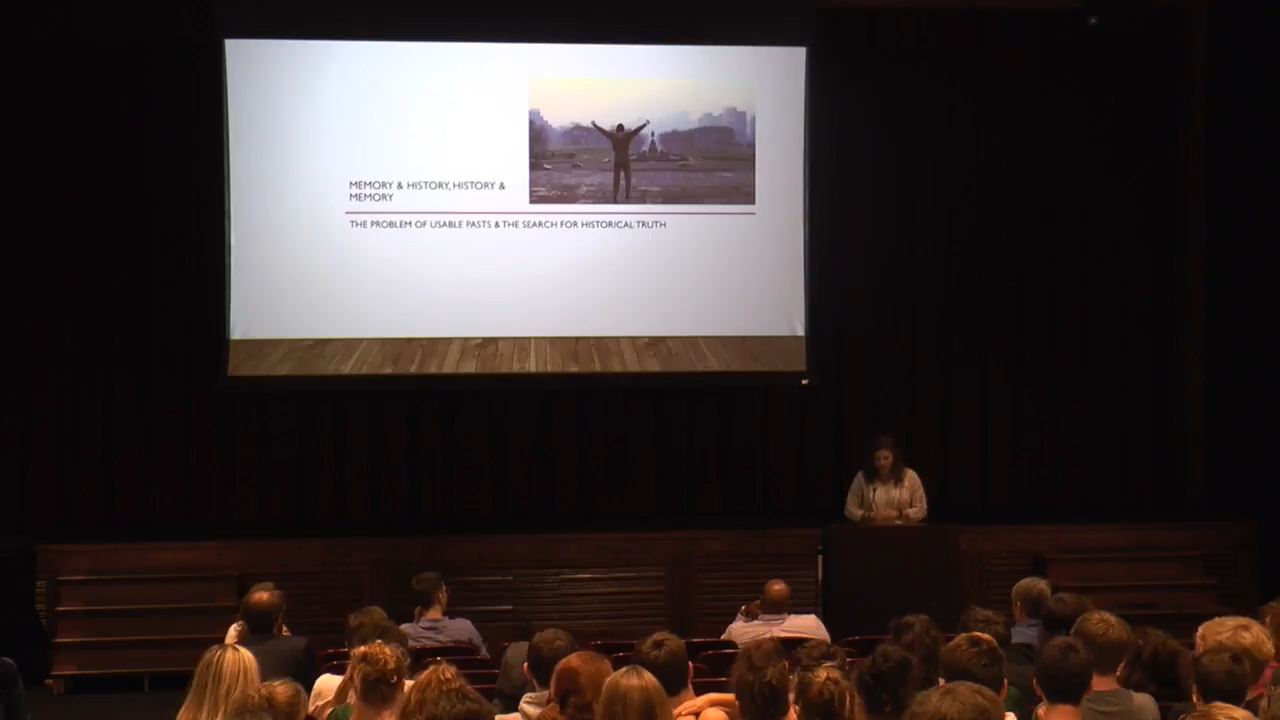 MEMORY & HISTORY, HISTORY &
MEMORY
THE PROBLEM OF USABLE PASTS & THE SEARCH FOR HISTORICAL TRUTH